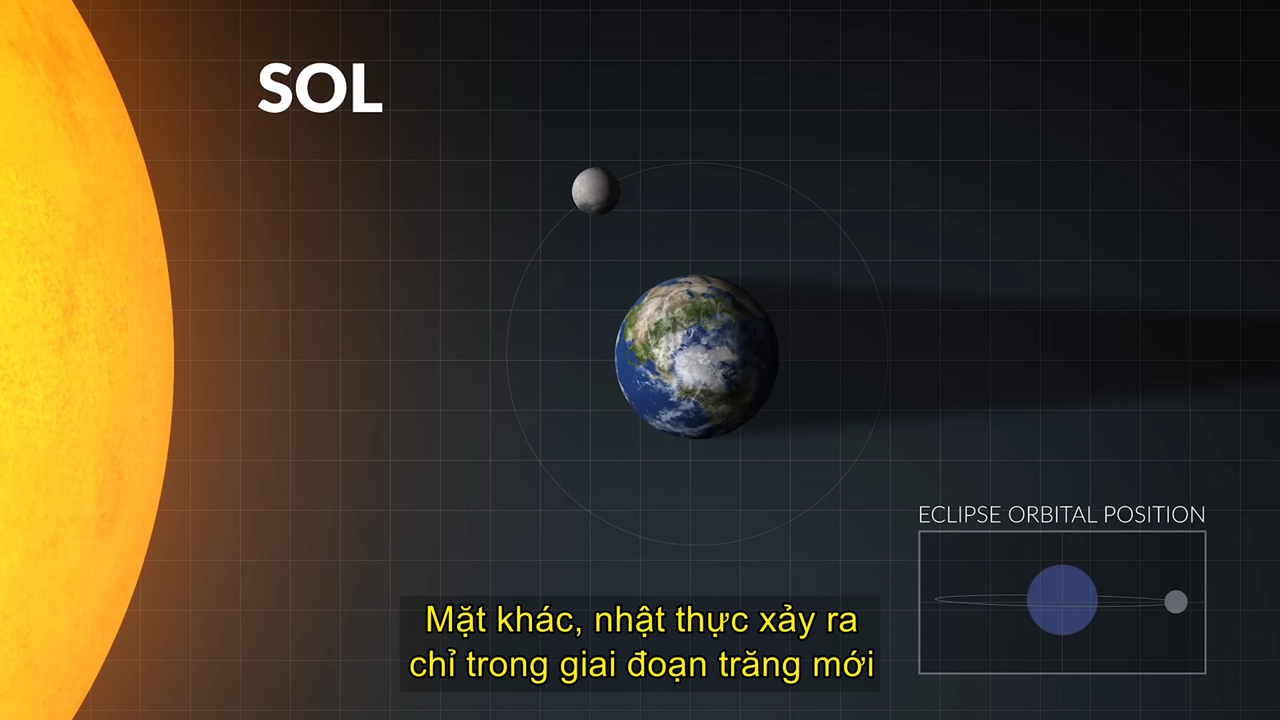 SOL
ECLIPSE ORBITAL POSITION
Mặt khác, nhật thực xảy ra
chỉ trong giai đoạn trăng mới